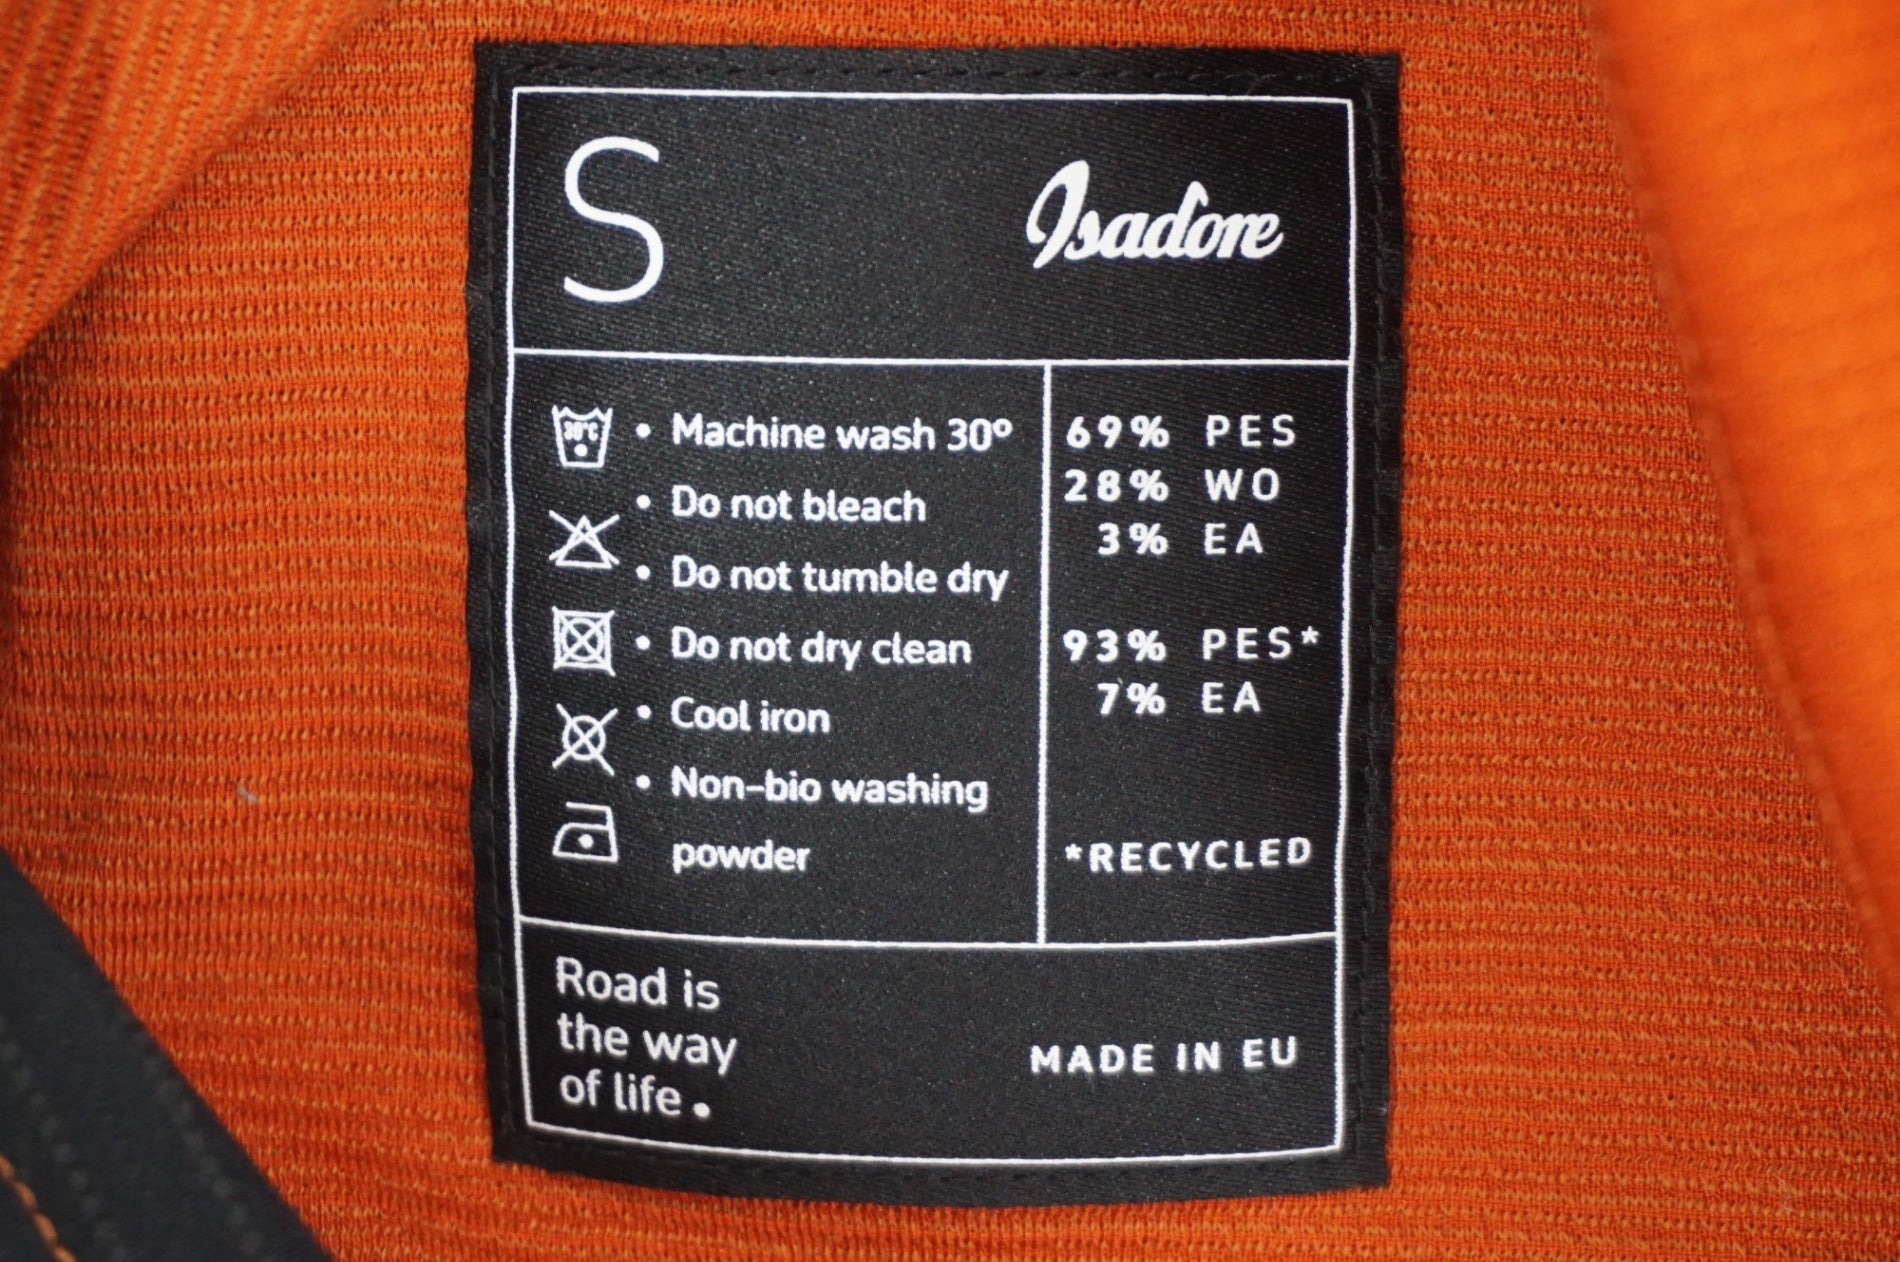 S
Isadore
30°C
• Machine wash 30°
• Do not bleach
• Do not tumble dry
• Do not dry clean
• Cool iron
• Non-bio washing
powder
69% PES
28% WO
3% EA
93% PES*
7% EA
*RECYCLED
Road is
the way
of life •
MADE IN EU